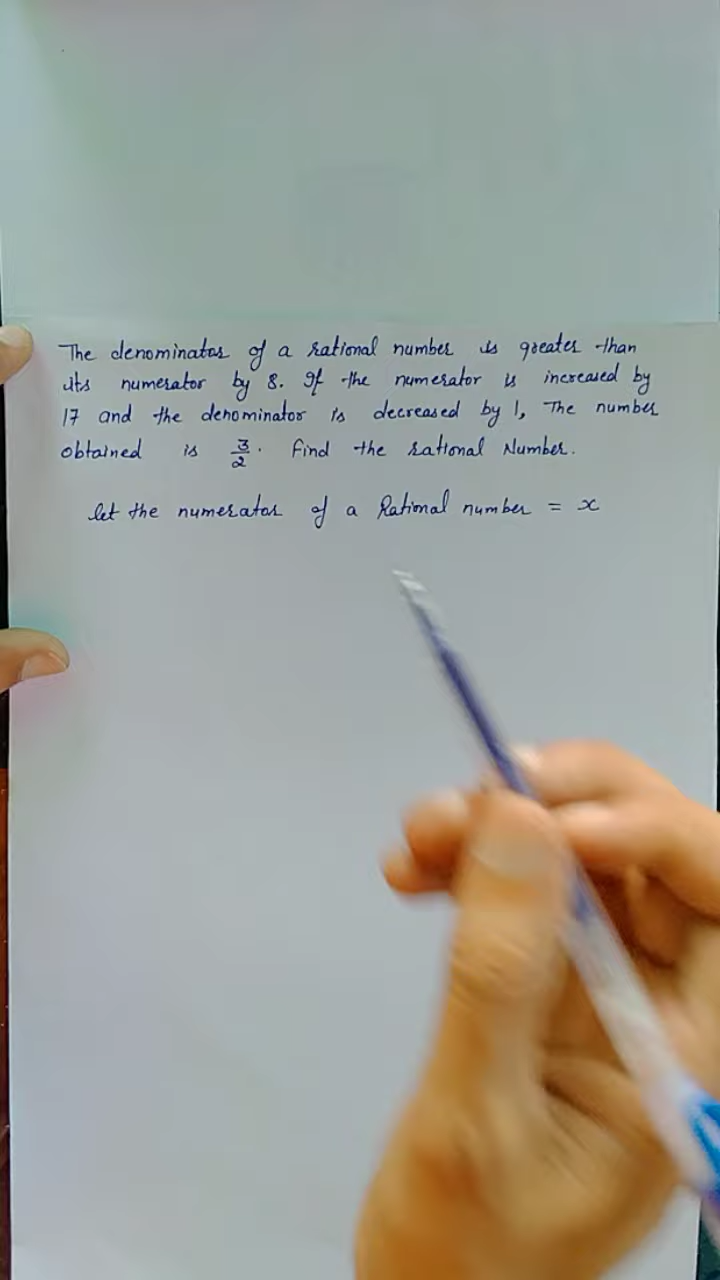 The denominator of a rational number is greater than
its numerator by 8. If the numerator is increased by
17 and the denominator is decreased by 1, The number
obtained is 3/2. Find the rational Number.
let the numerator of a Rational number = x